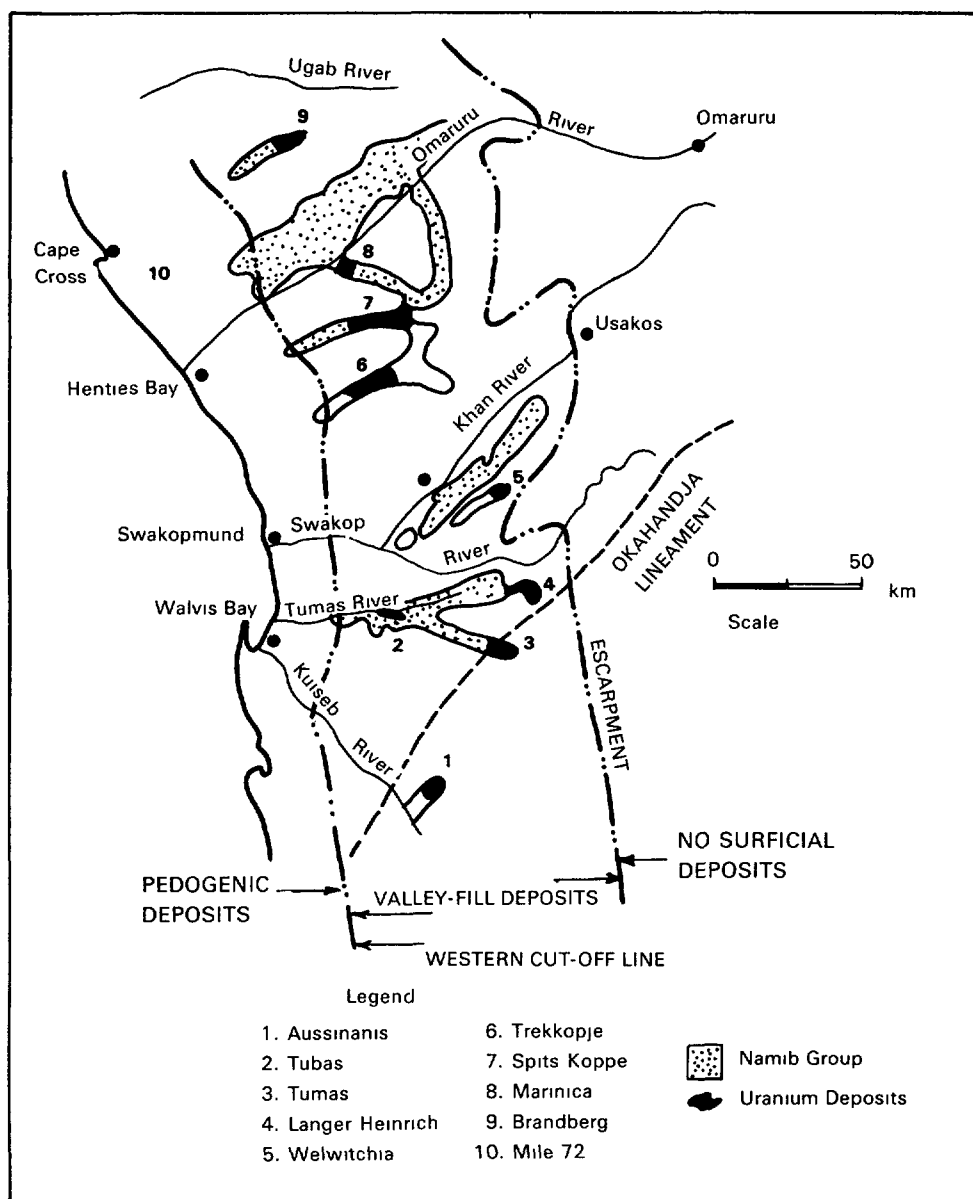 Ugab River
9
Omaruru
River
Omaruru
Cape
Cross
10
8
7
Usakos
6
Henties Bay
Khan River
5
Swakopmund
Swakop
River
OKAHANDJA
LINEAMENT
0 50
km
Scale
4
Walvis Bay
Tumas River
2
3
Kuiseb
River
ESCARPMENT
1
NO SURFICIAL
DEPOSITS
PEDOGENIC
DEPOSITS
VALLEY-FILL DEPOSITS
WESTERN CUT-OFF LINE
Legend
1. Aussinanis
2. Tubas
3. Tumas
4. Langer Heinrich
5. Welwitchia
6. Trekkopje
7. Spits Koppe
8. Marinica
9. Brandberg
10. Mile 72
Namib Group
Uranium Deposits